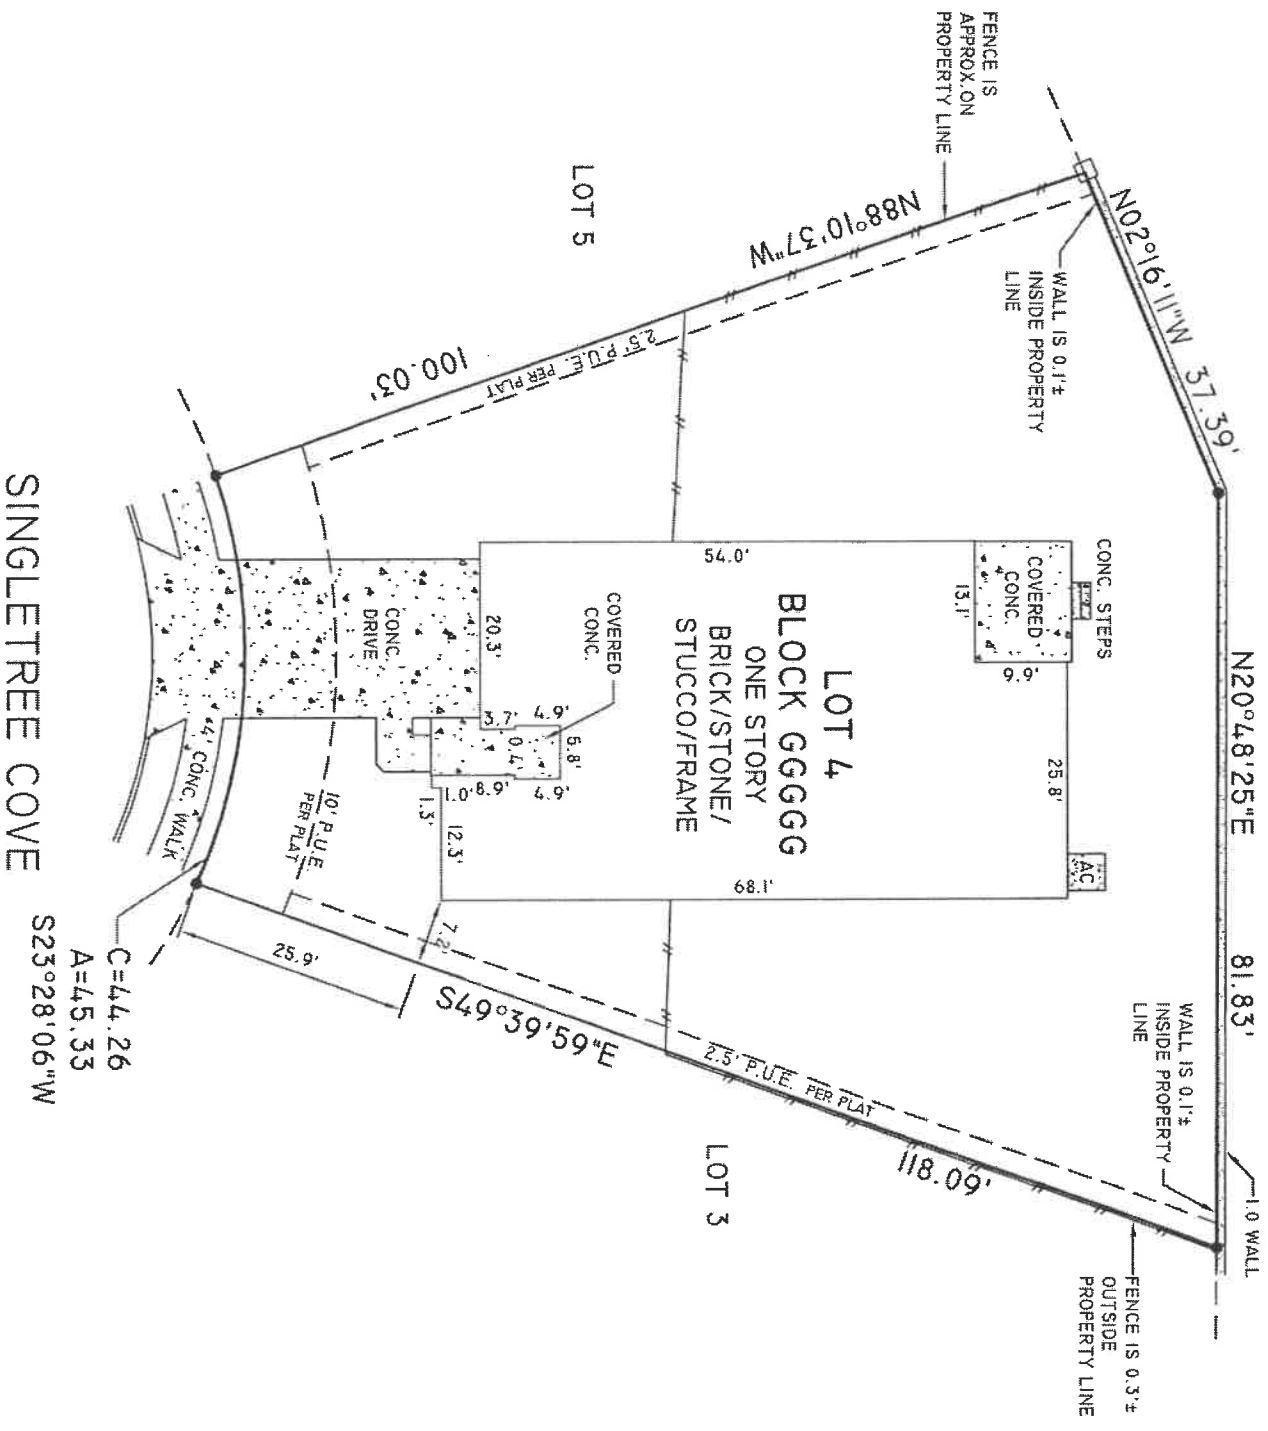 FENCE IS
APPROX. ON
PROPERTY LINE
N02°16'11"W 37.39'
N20°48'25"E 81.83'
1.0 WALL
WALL IS 0.1'±
INSIDE PROPERTY
LINE
WALL IS 0.1'±
INSIDE PROPERTY
LINE
FENCE IS 0.3'±
OUTSIDE
PROPERTY LINE
N88°10'37"W
100.03'
2.5' P.U.E. PER PLAT
LOT 5
CONC. STEPS
COVERED
CONC.
13.1'
9.9'
25.8'
AC
54.0'
68.1'
LOT 4
BLOCK GGGGG
ONE STORY
BRICK/STONE/
STUCCO/FRAME
COVERED
CONC.
20.3'
3.7'
4.9'
0.4'
5.8'
4.9'
8.9'
1.0'
1.3'
12.3'
7.2'
CONC.
DRIVE
10' P.U.E.
PER PLAT
25.9'
S49°39'59"E
118.09'
2.5' P.U.E. PER PLAT
LOT 3
4' CONC. WALK
C=44.26
A=45.33
S23°28'06"W
SINGLETREE COVE